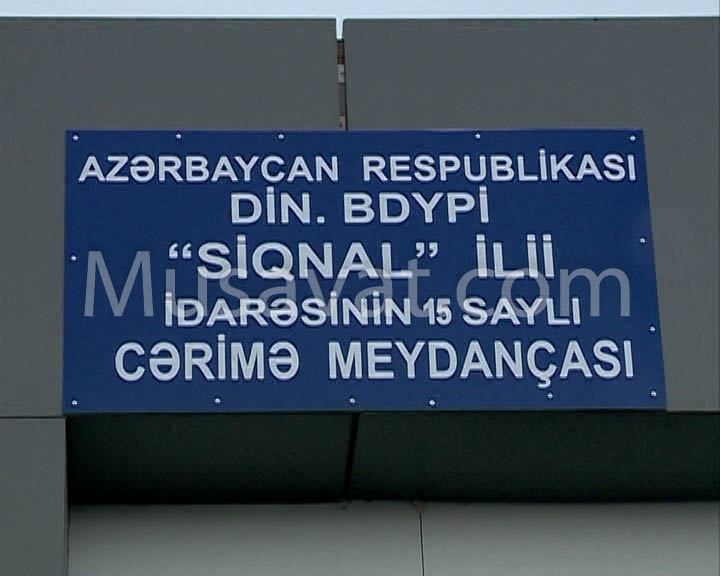 AZƏRBAYCAN RESPUBLİKASI
DİN. BDYPİ
"SİQNAL" İLİİ
Musavat.com
İDARƏSİNİN 15 SAYLI
CƏRİMƏ MEYDANÇASI